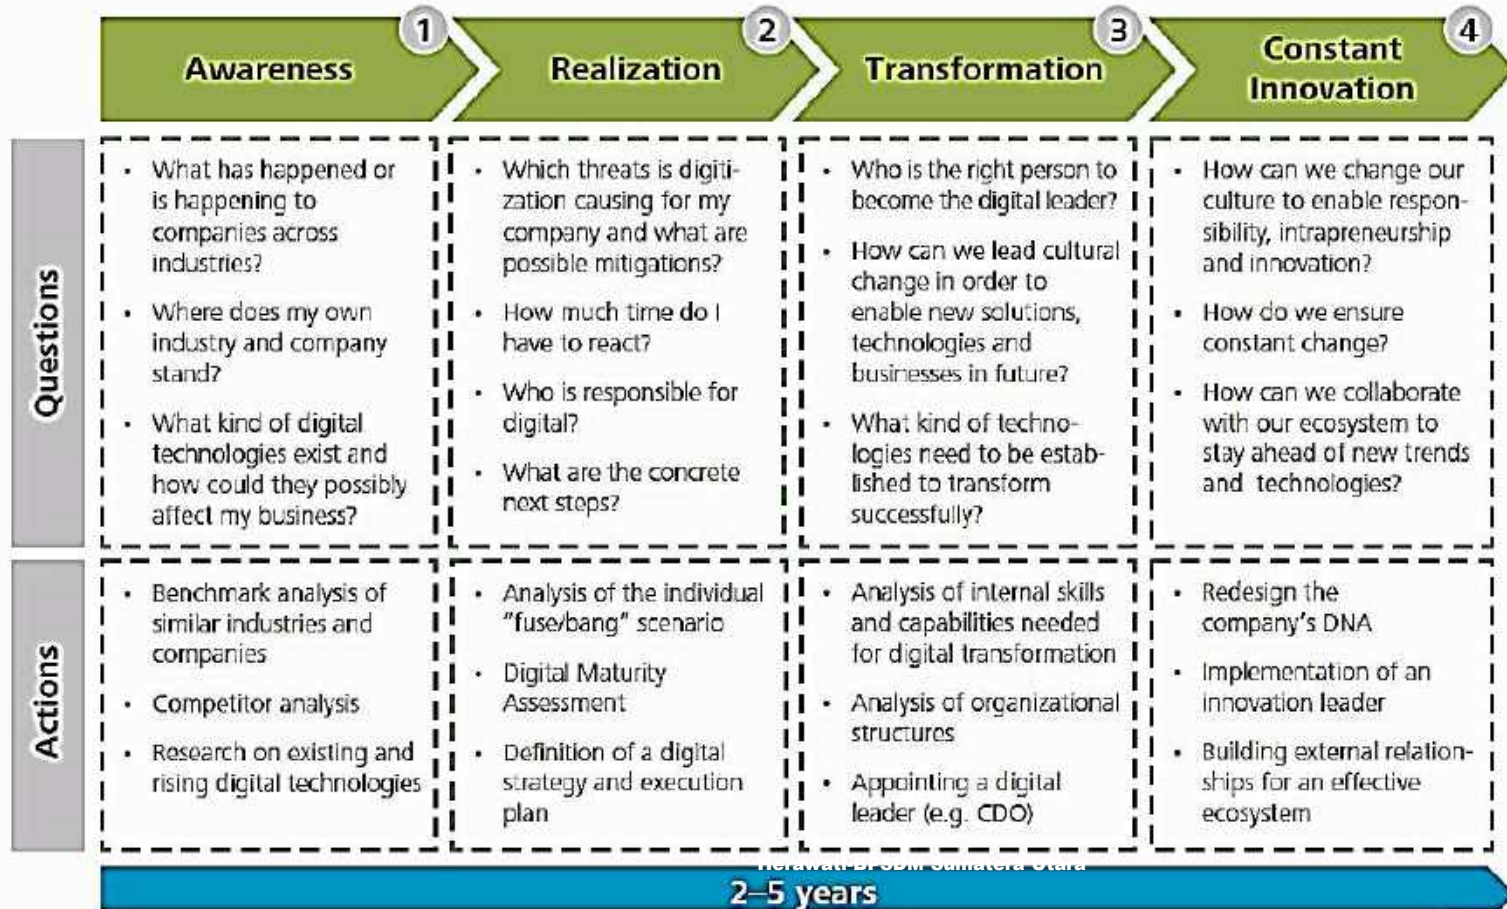 1
2
3
4
Awareness
Realization
Transformation
Constant
Innovation
Questions
• What has happened or
is happening to
companies across
industries?
• Where does my own
industry and company
stand?
• What kind of digital
technologies exist and
how could they possibly
affect my business?
• Which threats is digiti-
zation causing for my
company and what are
possible mitigations?
• How much time do I
have to react?
• Who is responsible for
digital?
• What are the concrete
next steps?
• Who is the right person to
become the digital leader?
• How can we lead cultural
change in order to
enable new solutions,
technologies and
businesses in future?
• What kind of techno-
logies need to be estab-
lished to transform
successfully?
• How can we change our
culture to enable respon-
sibility, intrapreneurship
and innovation?
• How do we ensure
constant change?
• How can we collaborate
with our ecosystem to
stay ahead of new trends
and technologies?
Actions
• Benchmark analysis of
similar industries and
companies
• Competitor analysis
• Research on existing and
rising digital technologies
• Analysis of the individual
"fuse/bang" scenario
• Digital Maturity
Assessment
• Definition of a digital
strategy and execution
plan
• Analysis of internal skills
and capabilities needed
for digital transformation
• Analysis of organizational
structures
• Appointing a digital
leader (e.g. CDO)
• Redesign the
company's DNA
• Implementation of an
innovation leader
• Building external relation-
ships for an effective
ecosystem
Herawati-BPSDM Sumatera Utara
2–5 years